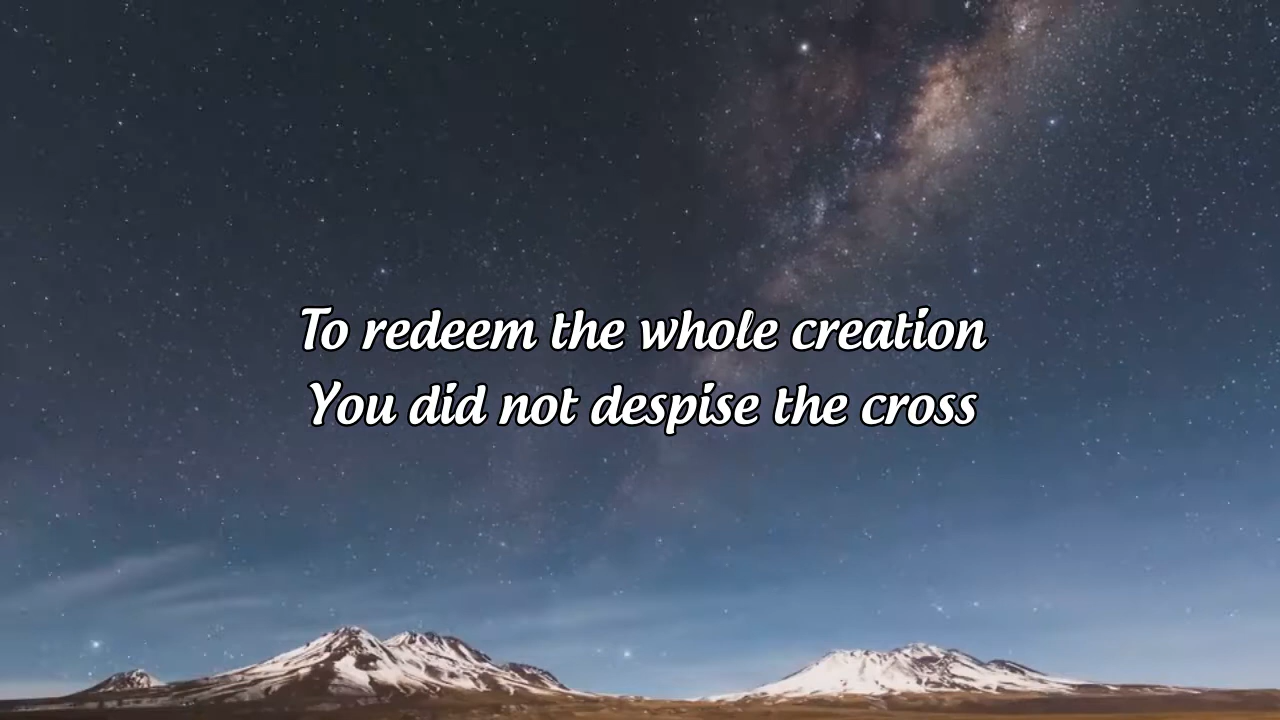 To redeem the whole creation
You did not despise the cross